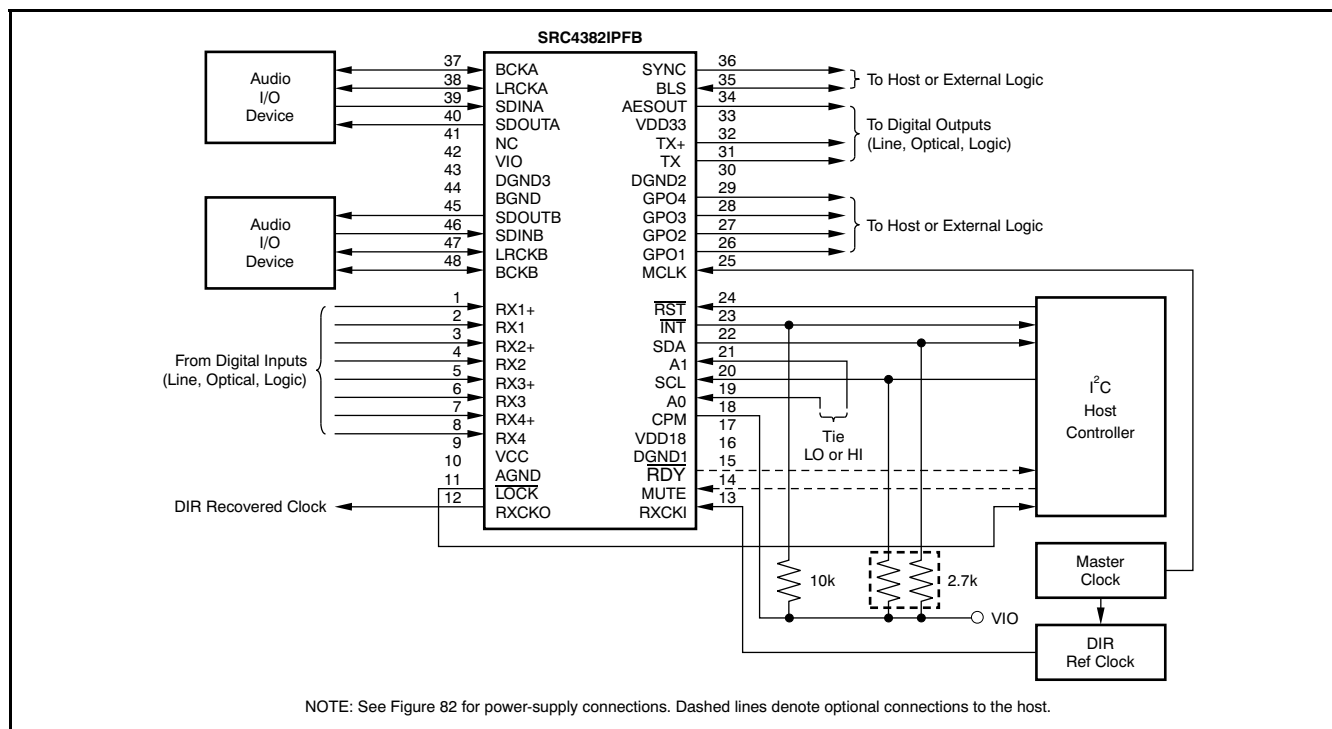 SRC4382IPFB
Audio
I/O
Device
37
38
39
40
41
42
43
44
Audio
I/O
Device
45
46
47
48
From Digital Inputs
(Line, Optical, Logic)
1
2
3
4
5
6
7
8
9
10
11
12
DIR Recovered Clock
BCKA
LRCKA
SDINA
SDOUTA
NC
VIO
DGND3
BGND
SDOUTB
SDINB
LRCKB
BCKB
RX1+
RX1
RX2+
RX2
RX3+
RX3
RX4+
RX4
VCC
AGND
LOCK
RXCKO
SYNC
BLS
AESOUT
VDD33
TX+
TX
DGND2
GPO4
GPO3
GPO2
GPO1
MCLK
RST
INT
SDA
A1
SCL
A0
CPM
VDD18
DGND1
RDY
MUTE
RXCKI
36
35
34
33
32
31
30
29
28
27
26
25
24
23
22
21
20
19
18
17
16
15
14
13
To Host or External Logic
To Digital Outputs
(Line, Optical, Logic)
To Host or External Logic
Tie
LO or HI
I²C
Host
Controller
10k
2.7k
VIO
Master
Clock
DIR
Ref Clock
NOTE: See Figure 82 for power-supply connections. Dashed lines denote optional connections to the host.